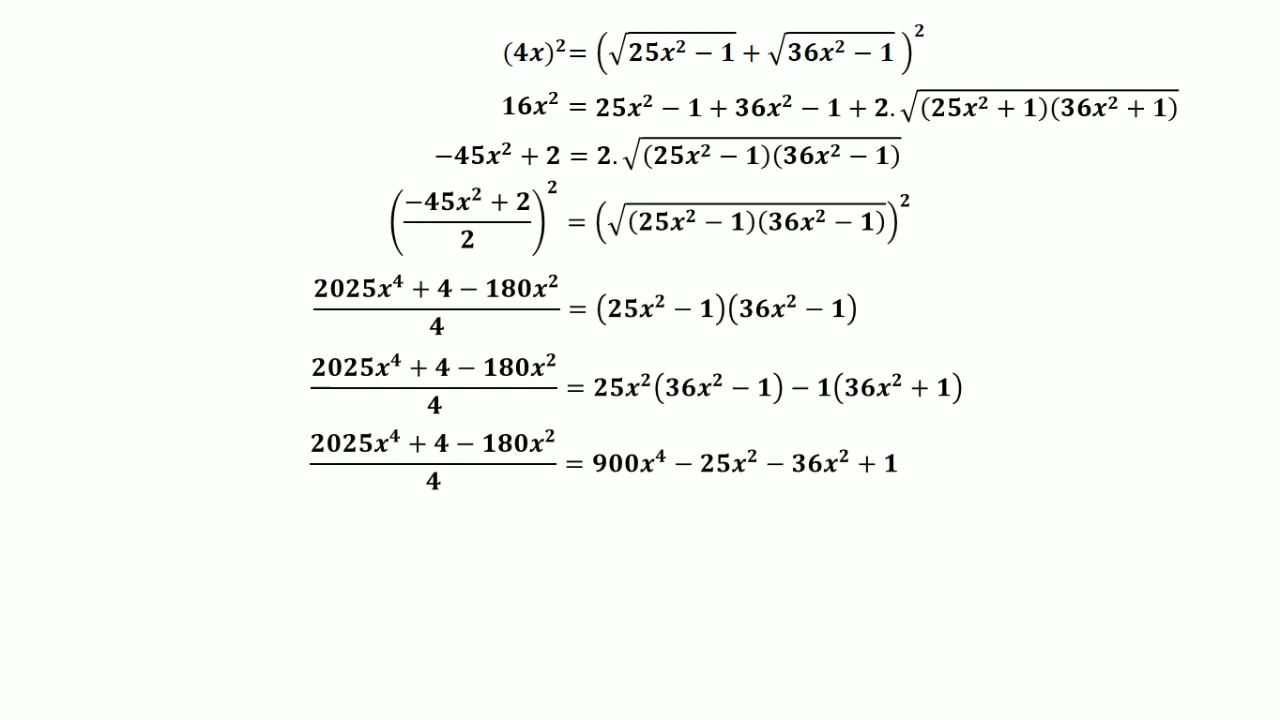 (4x)²= (√(25x² − 1) + √(36x² − 1) )²
16x² = 25x² − 1 + 36x² − 1 + 2.√((25x² + 1)(36x² + 1))
−45x² + 2 = 2.√((25x² − 1)(36x² − 1))
((−45x² + 2)/2)² = (√((25x² − 1)(36x² − 1)))²
(2025x⁴ + 4 − 180x²)/4 = (25x² − 1)(36x² − 1)
(2025x⁴ + 4 − 180x²)/4 = 25x²(36x² − 1) − 1(36x² + 1)
(2025x⁴ + 4 − 180x²)/4 = 900x⁴ − 25x² − 36x² + 1